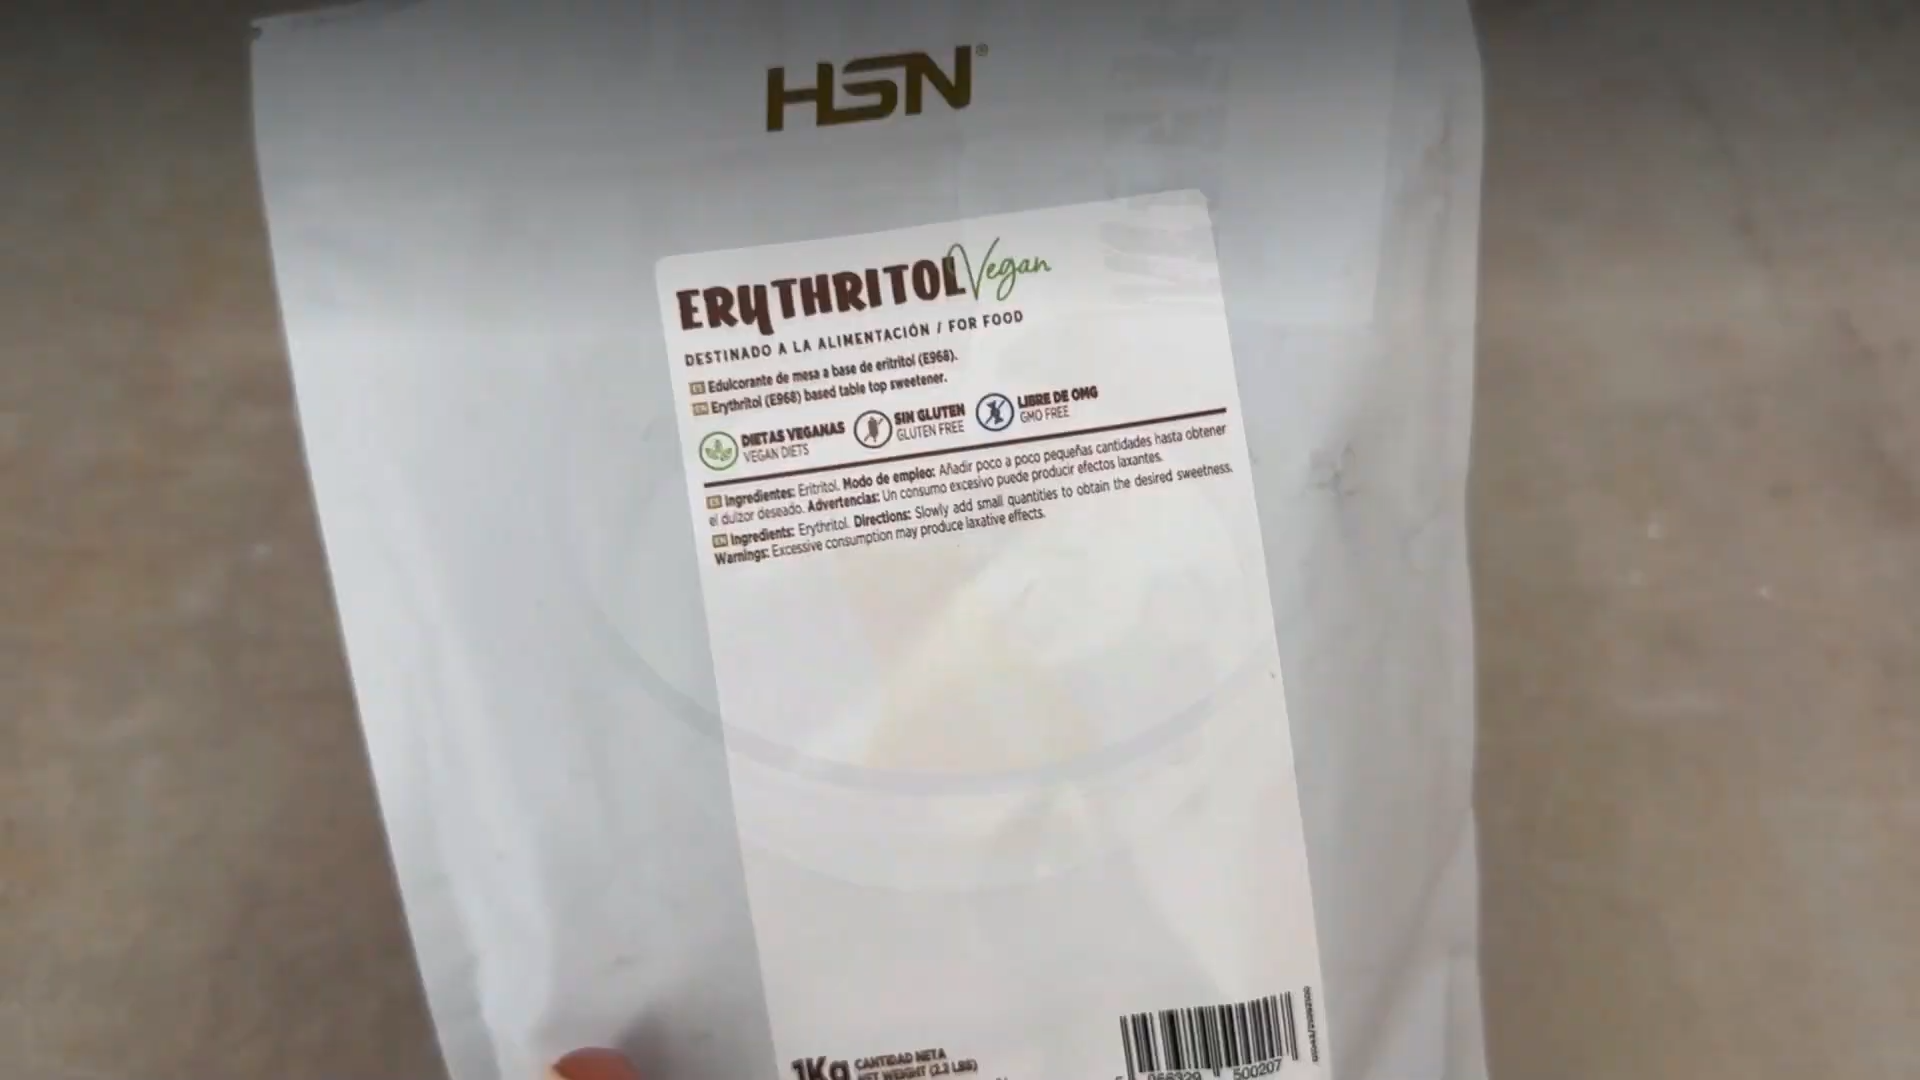 HSN®
ERYTHRITOL Vegan
DESTINADO A LA ALIMENTACIÓN / FOR FOOD
ES Edulcorante de mesa a base de eritritol (E968).
EN Erythritol (E968) based table top sweetener.
DIETAS VEGANAS
VEGAN DIETS
SIN GLUTEN
GLUTEN FREE
LIBRE DE OMG
GMO FREE
ES Ingredientes: Eritritol. Modo de empleo: Añadir poco a poco pequeñas cantidades hasta obtener
el dulzor deseado. Advertencias: Un consumo excesivo puede producir efectos laxantes.
EN Ingredients: Erythritol. Directions: Slowly add small quantities to obtain the desired sweetness.
Warnings: Excessive consumption may produce laxative effects.
1Kg
CANTIDAD NETA
NET WEIGHT (2.2 LBS)
500207